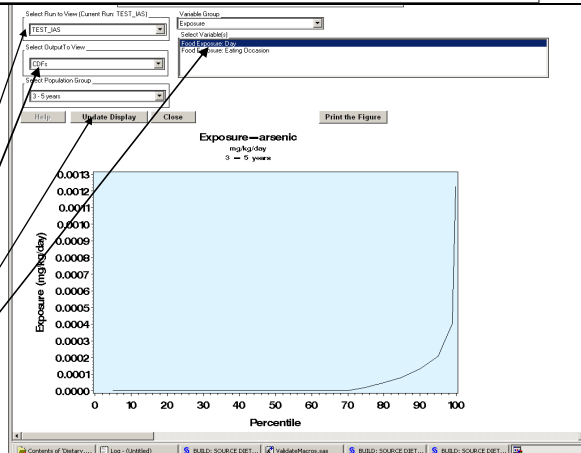 Select Run to View (Current Run: TEST_IAS)
TEST_IAS
Variable Group
Exposure
Select Variable(s)
Food Exposure: Day
Food Exposure: Eating Occasion
Select Output To View
CDFs
Select Population Group
3 - 5 years
Help
Update Display
Close
Print the Figure
Exposure—arsenic
mg/kg/day
3 – 5 years
0.0013
0.0012
0.0011
0.0010
0.0009
0.0008
0.0007
0.0006
0.0005
0.0004
0.0003
0.0002
0.0001
0.0000
Exposure (mg/kg/day)
0 10 20 30 40 50 60 70 80 90 100
Percentile
Contents of 'Dietary...
Log - (Untitled)
BUILD: SOURCE DIET...
ValidateMacros.sas
BUILD: SOURCE DIET...
BUILD: SOURCE DIET...